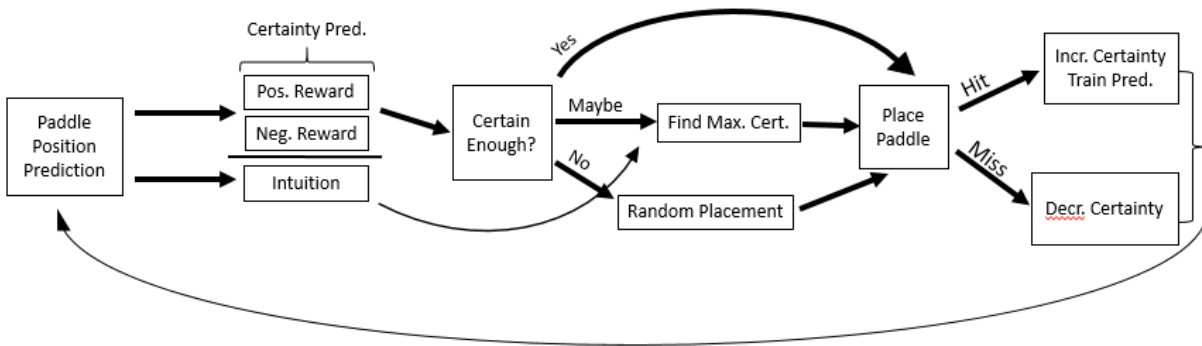 Certainty Pred.
Paddle
Position
Prediction
Pos. Reward
Neg. Reward
Intuition
Certain
Enough?
Yes
Maybe
No
Find Max. Cert.
Random Placement
Place
Paddle
Hit
Miss
Incr. Certainty
Train Pred.
Decr. Certainty